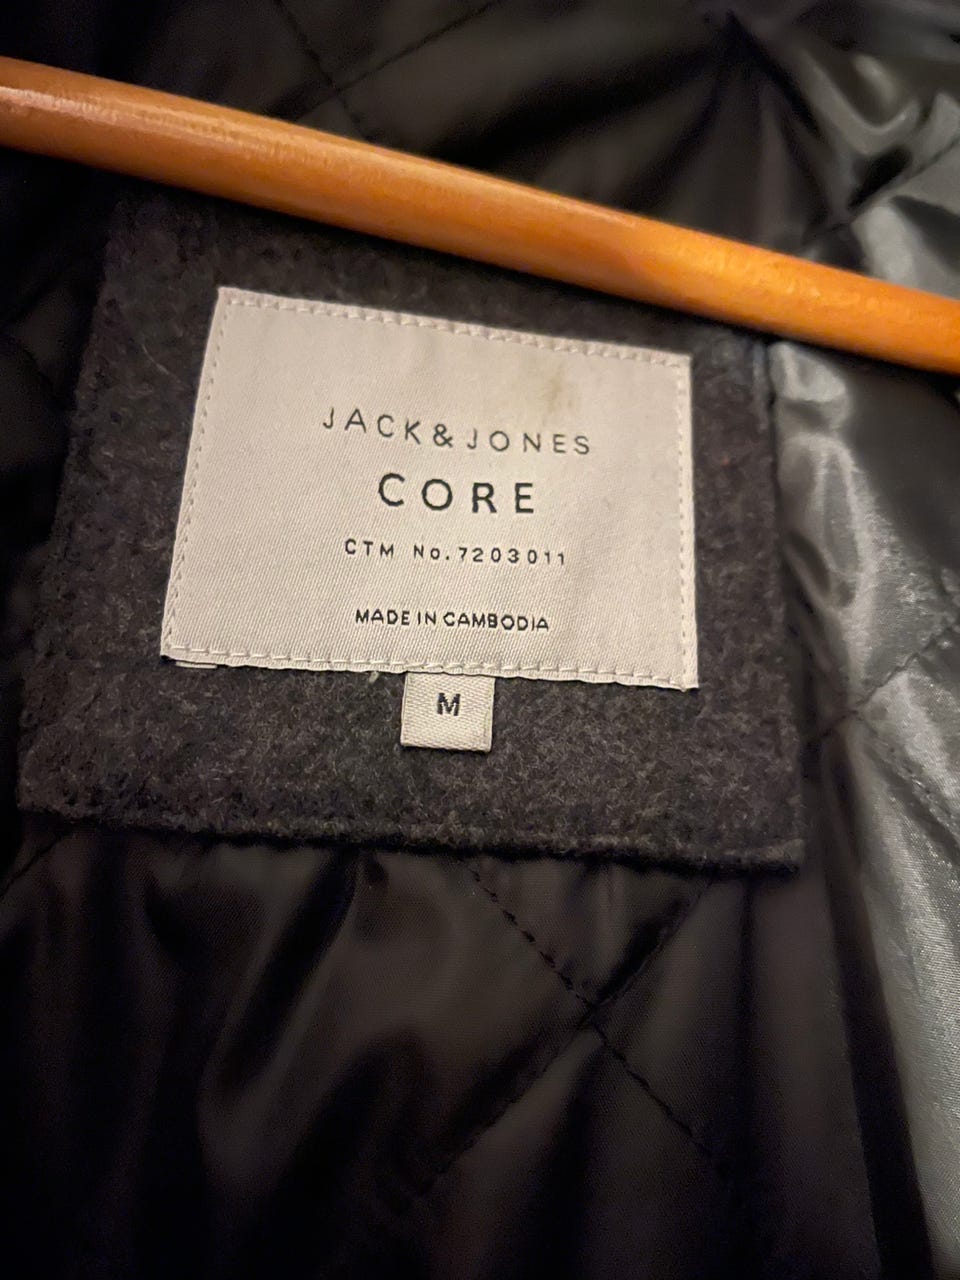 JACK&JONES
CORE
CTM No. 7203011
MADE IN CAMBODIA
M